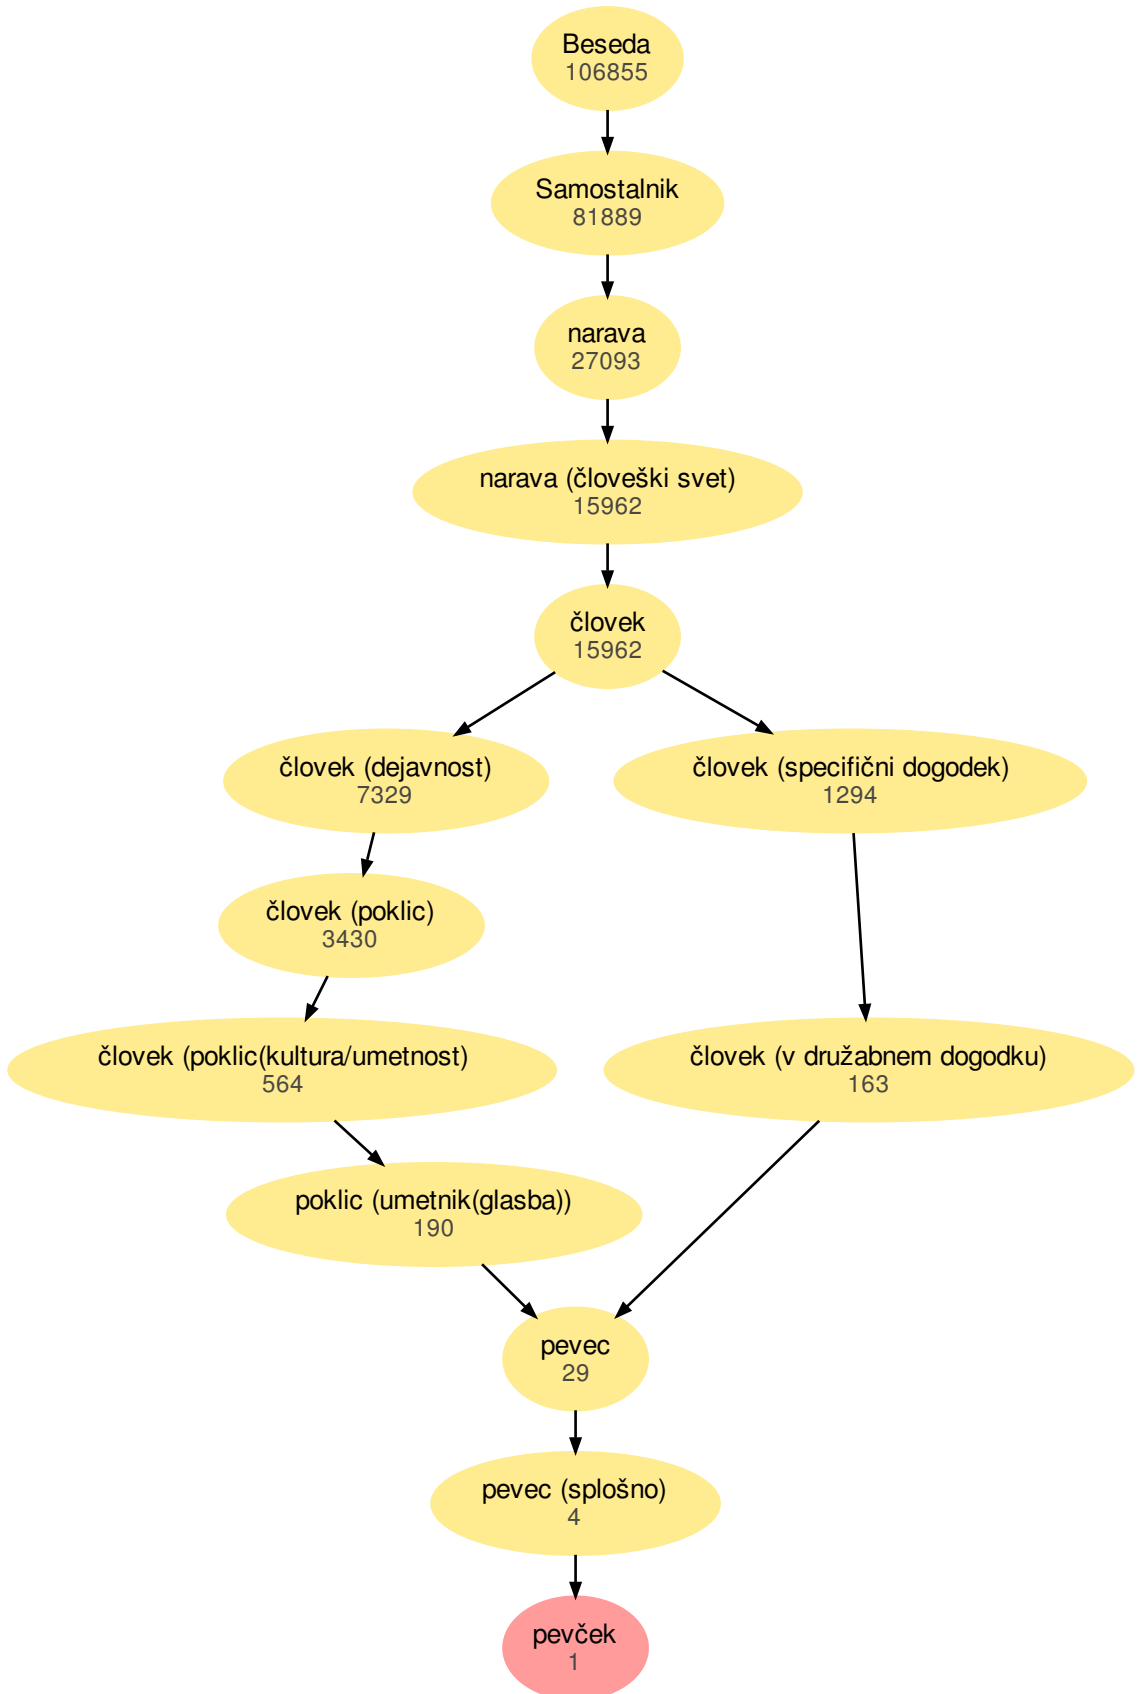 Beseda
106855
Samostalnik
81889
narava
27093
narava (človeški svet)
15962
človek
15962
človek (dejavnost)
7329
človek (specifični dogodek)
1294
človek (poklic)
3430
človek (poklic(kultura/umetnost)
564
človek (v družabnem dogodku)
163
poklic (umetnik(glasba))
190
pevec
29
pevec (splošno)
4
pevček
1